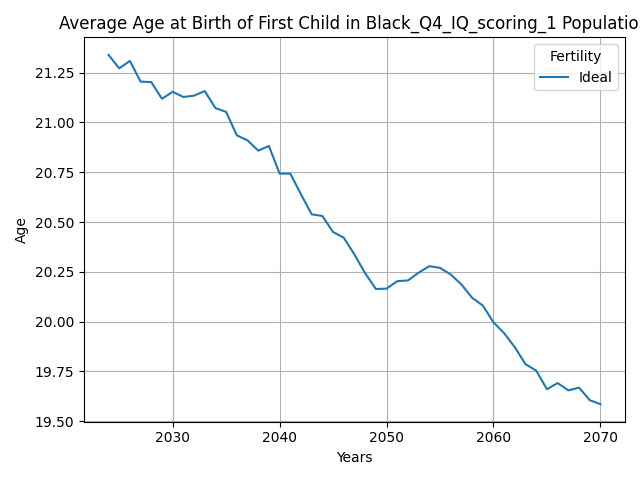 Average Age at Birth of First Child in Black_Q4_IQ_scoring_1 Populatio
Fertility
Ideal
21.25
21.00
20.75
20.50
20.25
20.00
19.75
19.50
Age
2030 2040 2050 2060 2070
Years